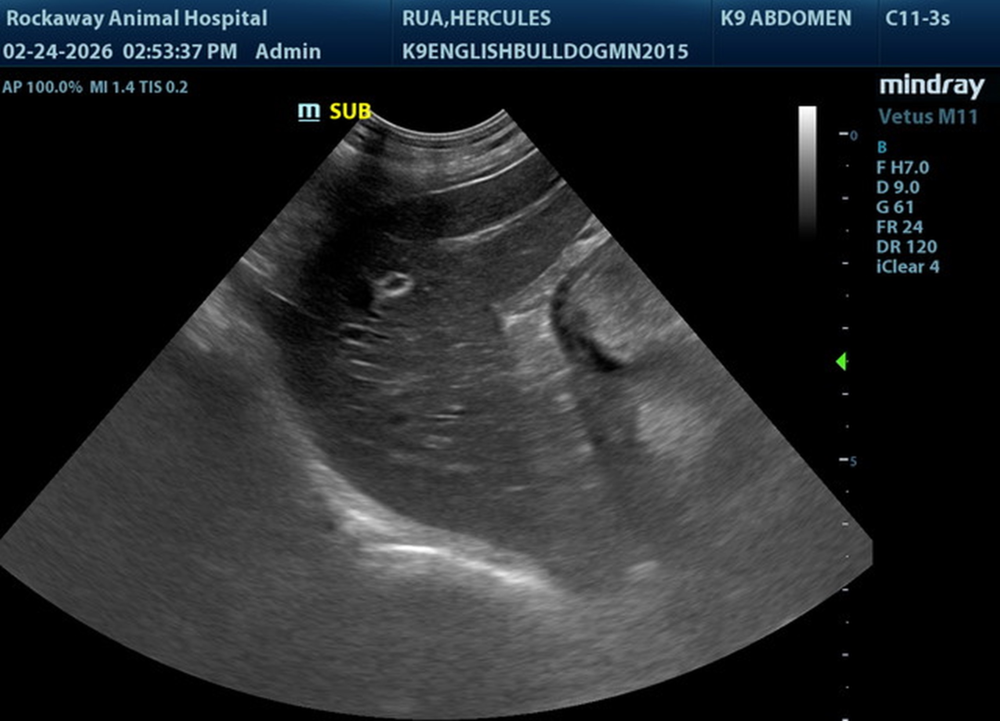 Rockaway Animal Hospital
RUA,HERCULES
K9 ABDOMEN
C11-3s
02-24-2026 02:53:37 PM Admin
K9ENGLISHBULLDOGMN2015
AP 100.0% MI 1.4 TIS 0.2
mindray
m SUB
Vetus M11
0
B
F H7.0
D 9.0
G 61
FR 24
DR 120
iClear 4
5